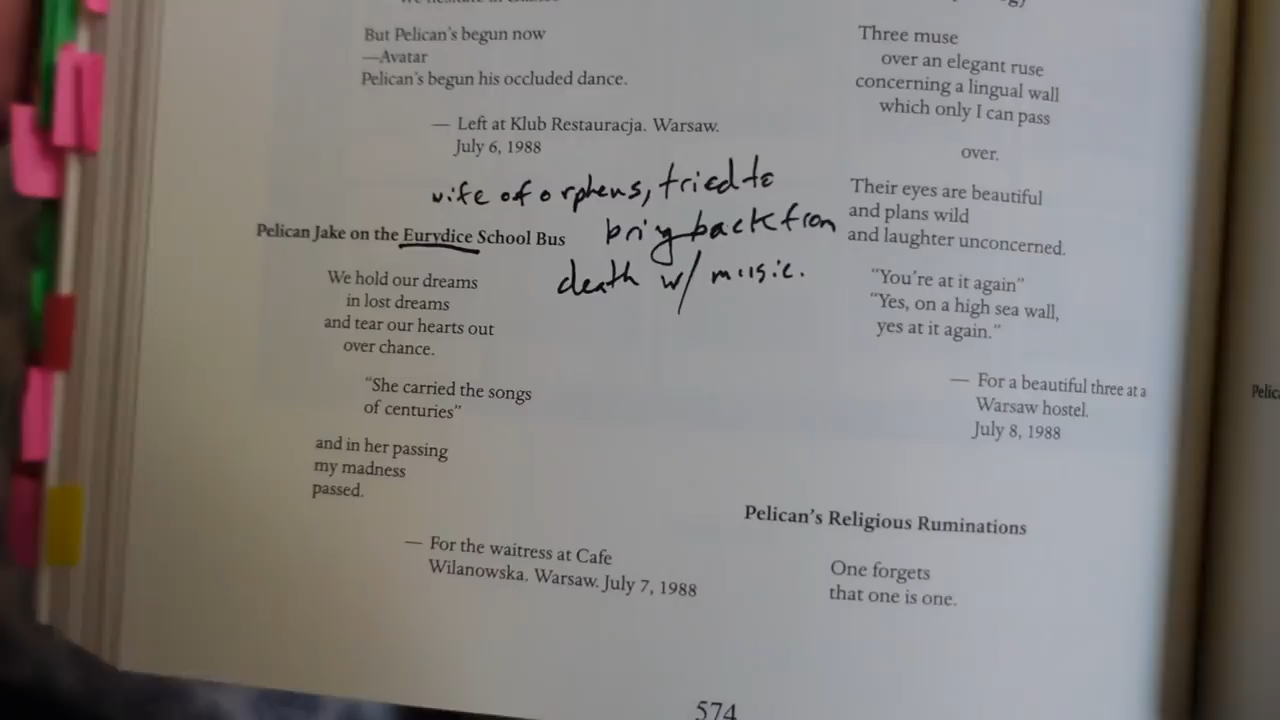 But Pelican's begun now
—Avatar
Pelican's begun his occluded dance.
— Left at Klub Restauracja. Warsaw.
July 6, 1988
wife of orpheus, tried to
bring back from
death w/ music.
Pelican Jake on the Eurydice School Bus
We hold our dreams
in lost dreams
and tear our hearts out
over chance.
"She carried the songs
of centuries"
and in her passing
my madness
passed.
— For the waitress at Cafe
Wilanowska. Warsaw. July 7, 1988
Three muse
over an elegant ruse
concerning a lingual wall
which only I can pass
over.
Their eyes are beautiful
and plans wild
and laughter unconcerned.
"You're at it again"
"Yes, on a high sea wall,
yes at it again."
— For a beautiful three at a
Warsaw hostel.
July 8, 1988
Pelican's Religious Ruminations
One forgets
that one is one.
574